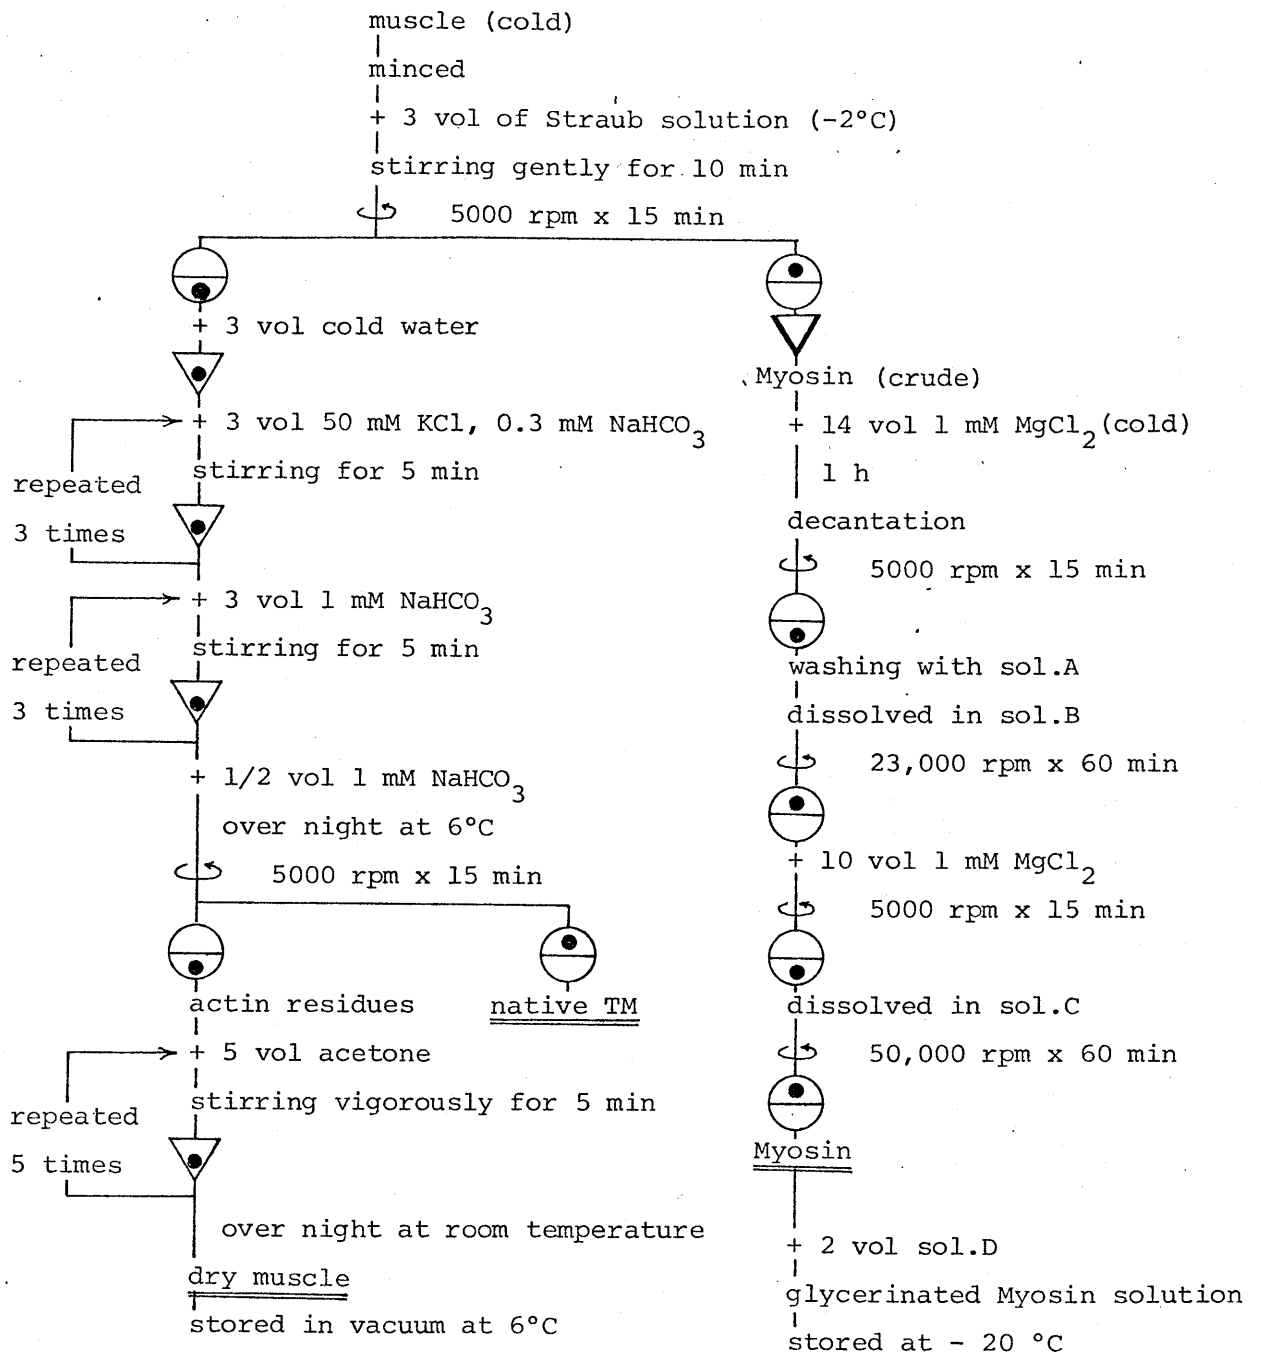 muscle (cold)
minced
+ 3 vol of Straub solution (-2°C)
stirring gently for 10 min
5000 rpm x 15 min
+ 3 vol cold water
+ 3 vol 50 mM KCl, 0.3 mM NaHCO3
stirring for 5 min
repeated
3 times
+ 3 vol 1 mM NaHCO3
stirring for 5 min
repeated
3 times
+ 1/2 vol 1 mM NaHCO3
over night at 6°C
5000 rpm x 15 min
actin residues
native TM
+ 5 vol acetone
stirring vigorously for 5 min
repeated
5 times
over night at room temperature
dry muscle
stored in vacuum at 6°C
Myosin (crude)
+ 14 vol 1 mM MgCl2(cold)
1 h
decantation
5000 rpm x 15 min
washing with sol.A
dissolved in sol.B
23,000 rpm x 60 min
+ 10 vol 1 mM MgCl2
5000 rpm x 15 min
dissolved in sol.C
50,000 rpm x 60 min
Myosin
+ 2 vol sol.D
glycerinated Myosin solution
stored at - 20 °C